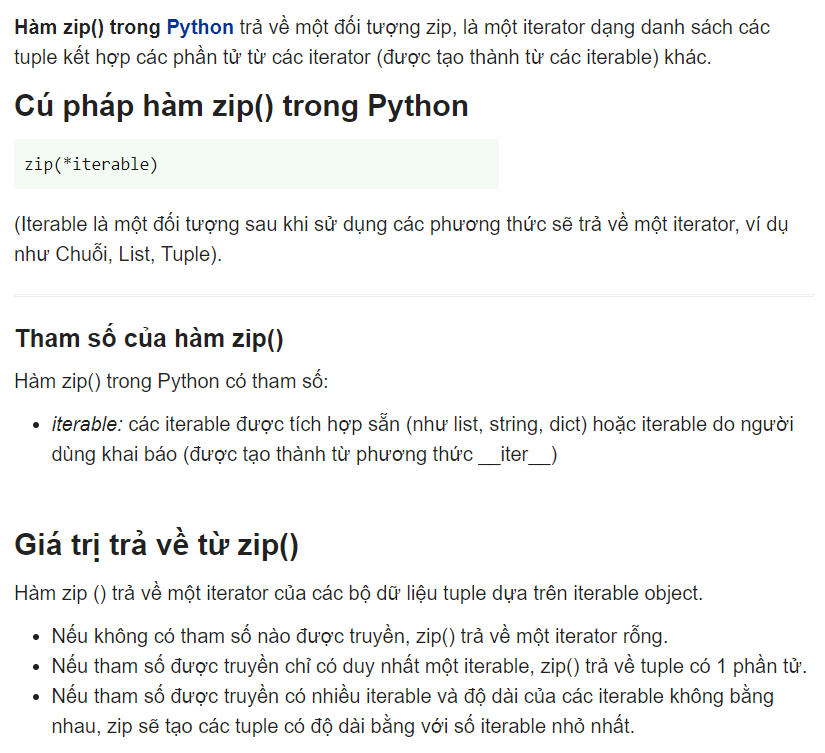 Hàm zip() trong Python trả về một đối tượng zip, là một iterator dạng danh sách các
tuple kết hợp các phần tử từ các iterator (được tạo thành từ các iterable) khác.
Cú pháp hàm zip() trong Python
zip(*iterable)
(Iterable là một đối tượng sau khi sử dụng các phương thức sẽ trả về một iterator, ví dụ
như Chuỗi, List, Tuple).
Tham số của hàm zip()
Hàm zip() trong Python có tham số:
• iterable: các iterable được tích hợp sẵn (như list, string, dict) hoặc iterable do người
dùng khai báo (được tạo thành từ phương thức __iter__)
Giá trị trả về từ zip()
Hàm zip () trả về một iterator của các bộ dữ liệu tuple dựa trên iterable object.
• Nếu không có tham số nào được truyền, zip() trả về một iterator rỗng.
• Nếu tham số được truyền chỉ có duy nhất một iterable, zip() trả về tuple có 1 phần tử.
• Nếu tham số được truyền có nhiều iterable và độ dài của các iterable không bằng
nhau, zip sẽ tạo các tuple có độ dài bằng với số iterable nhỏ nhất.